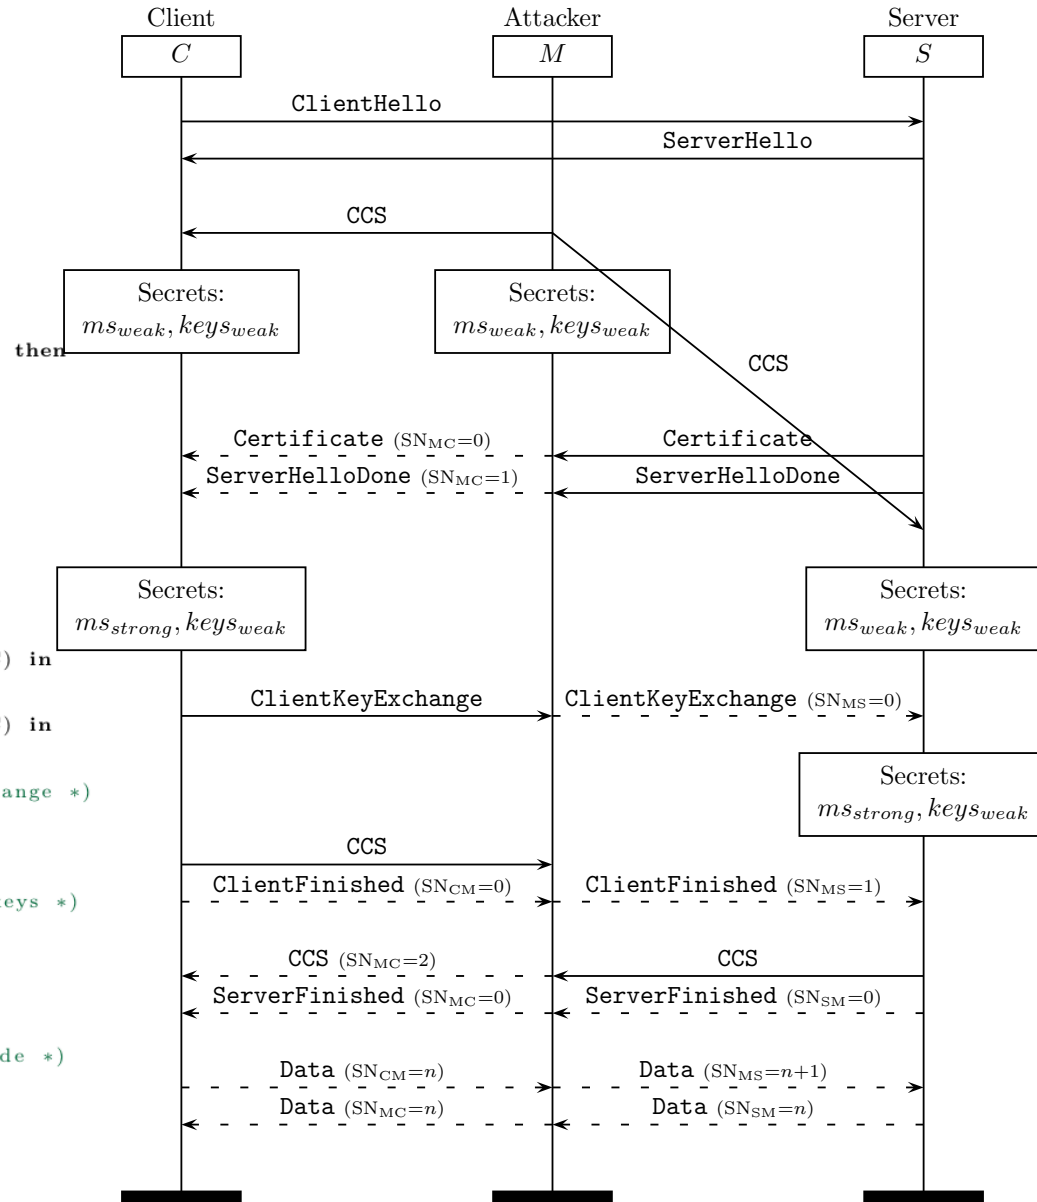 Client Attacker Server
C M S
ClientHello
ServerHello
CCS
Secrets: Secrets:
ms_weak, keys_weak ms_weak, keys_weak
then
CCS
Certificate (SN_MC=0) Certificate
ServerHelloDone (SN_MC=1) ServerHelloDone
Secrets: Secrets:
ms_strong, keys_weak ms_weak, keys_weak
) in
ClientKeyExchange ClientKeyExchange (SN_MS=0)
) in
Secrets:
ange *)
ms_strong, keys_weak
CCS
ClientFinished (SN_CM=0) ClientFinished (SN_MS=1)
keys *)
CCS (SN_MC=2) CCS
ServerFinished (SN_MC=0) ServerFinished (SN_SM=0)
de *)
Data (SN_CM=n) Data (SN_MS=n+1)
Data (SN_MC=n) Data (SN_SM=n)